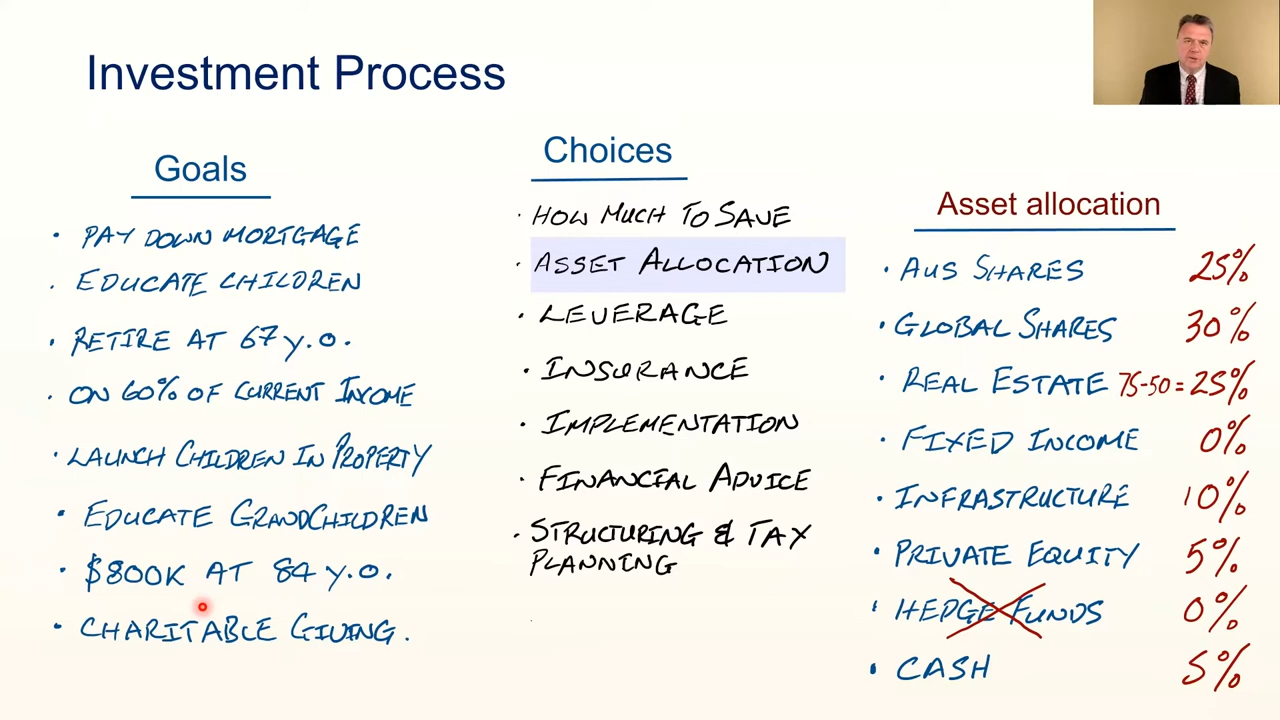 Investment Process
Goals
• PAY DOWN MORTGAGE
• EDUCATE CHILDREN
• RETIRE AT 67 y.o.
• ON 60% OF CURRENT INCOME
• LAUNCH CHILDREN IN PROPERTY
• EDUCATE GRANDCHILDREN
• $800K AT 84 y.o.
• CHARITABLE GIVING.
Choices
• HOW MUCH TO SAVE
• ASSET ALLOCATION
• LEVERAGE
• INSURANCE
• IMPLEMENTATION
• FINANCIAL ADVICE
• STRUCTURING & TAX
PLANNING
Asset allocation
• AUS SHARES 25%
• GLOBAL SHARES 30%
• REAL ESTATE 75-50=25%
• FIXED INCOME 0%
• INFRASTRUCTURE 10%
• PRIVATE EQUITY 5%
• HEDGE FUNDS 0%
• CASH 5%